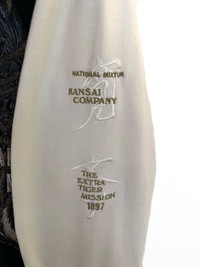 NATIONAL-MIXTUR
KANSAI
COMPANY
THE
EXTRA
TIGER
MISSION
1897